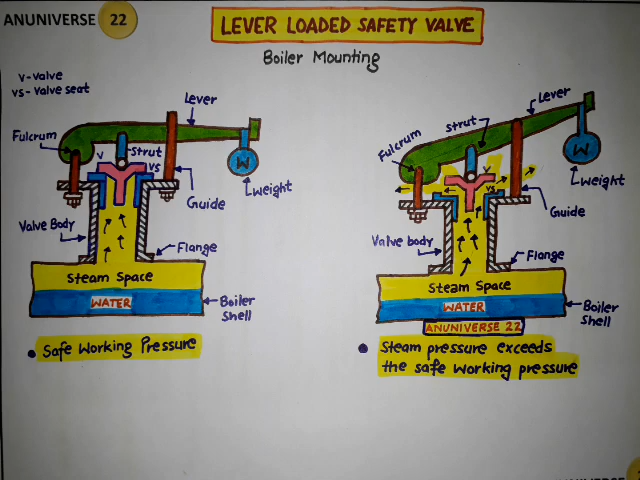 ANUNIVERSE 22
LEVER LOADED SAFETY VALVE
Boiler Mounting
V-valve
VS-Valve seat
Lever
Fulcrum
Strut
V
VS
W
Weight
Guide
Valve Body
Flange
Steam Space
WATER
Boiler
Shell
Safe Working Pressure
Lever
Strut
Fulcrum
V
VS
W
Weight
Guide
Valve body
Flange
Steam Space
WATER
Boiler
Shell
ANUNIVERSE 22
Steam pressure exceeds
the safe working pressure